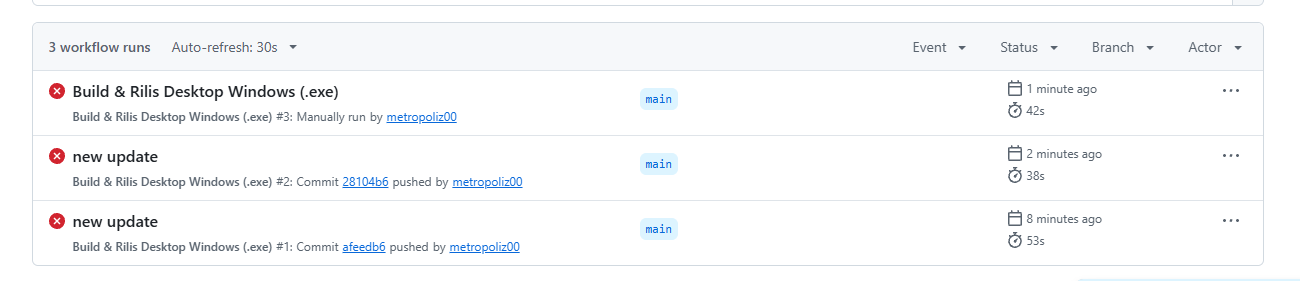 3 workflow runs Auto-refresh: 30s Event Status Branch Actor
Build & Rilis Desktop Windows (.exe) main 1 minute ago
Build & Rilis Desktop Windows (.exe) #3: Manually run by metropoliz00 42s
new update main 2 minutes ago
Build & Rilis Desktop Windows (.exe) #2: Commit 28104b6 pushed by metropoliz00 38s
new update main 8 minutes ago
Build & Rilis Desktop Windows (.exe) #1: Commit afeedb6 pushed by metropoliz00 53s